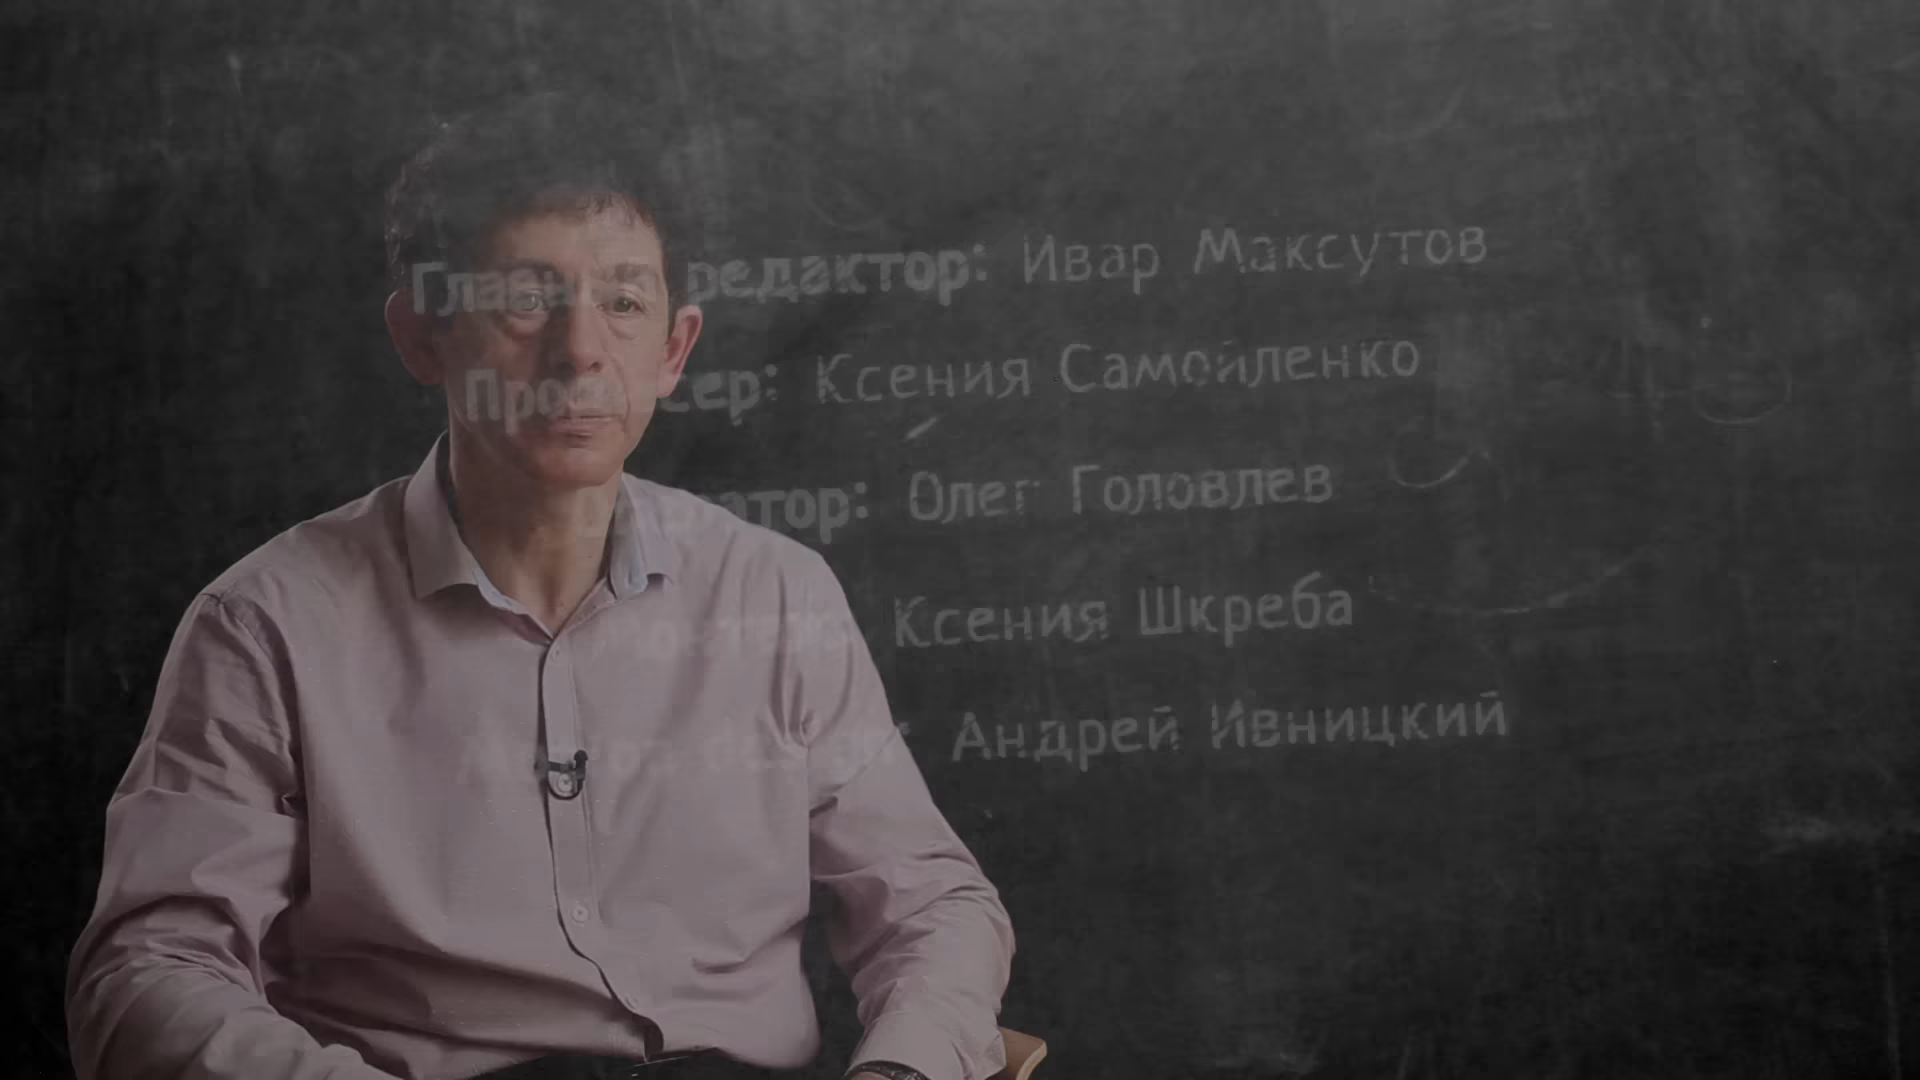 Главный редактор: Ивар Максутов
Продюсер: Ксения Самойленко
Оператор: Олег Головлев
Ксения Шкреба
Андрей Ивницкий